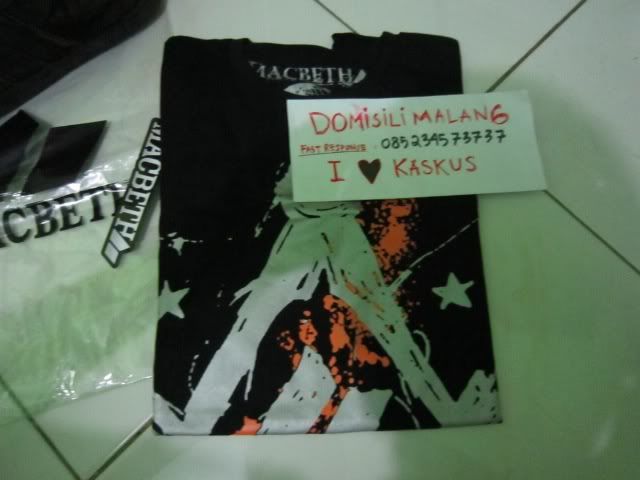 MACBETH
DOMISILI MALANG
FAST RESPONSE 085234573737
I ♥ KASKUS
MACBETH
ACBETH